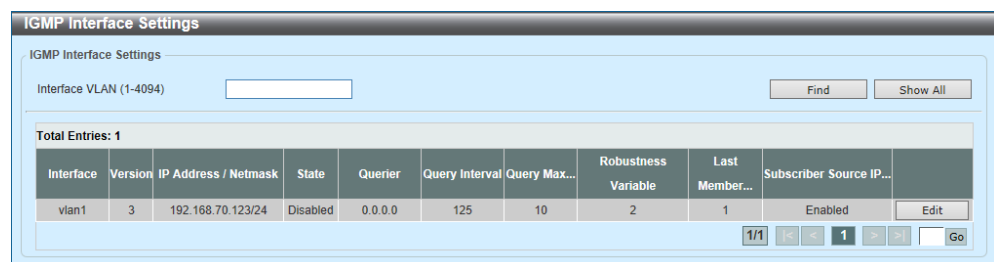 IGMP Interface Settings
IGMP Interface Settings
Interface VLAN (1-4094)
Find
Show All
Total Entries: 1
Interface Version IP Address / Netmask State Querier Query Interval Query Max... Robustness Variable Last Member... Subscriber Source IP...
vlan1 3 192.168.70.123/24 Disabled 0.0.0.0 125 10 2 1 Enabled Edit
1/1 |< < 1 > >| Go